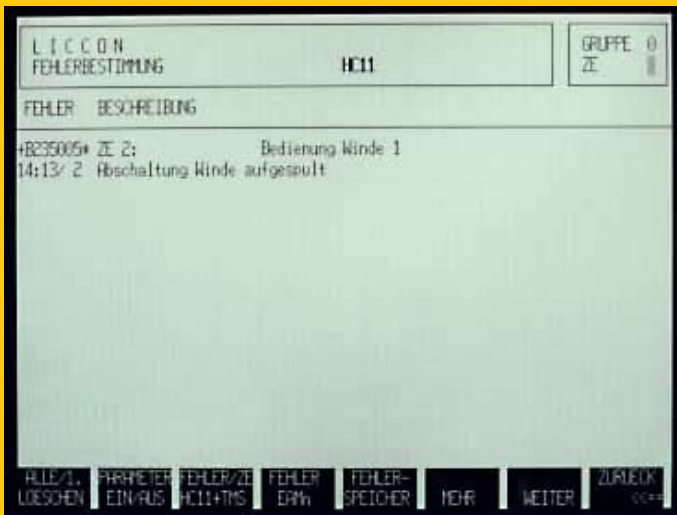 LICCON
FEHLERBESTIMMUNG HC11
GRUPPE 0
ZE
FEHLER BESCHREIBUNG
+B235005* ZE 2: Bedienung Winde 1
14:13/ 2 Abschaltung Winde aufgespult
ALLE/1. LOESCHEN
PARAMETER EIN/AUS
FEHLER/ZE HC11+TMS
FEHLER EAMn
FEHLER- SPEICHER
MEHR
WEITER
ZURUECK <<==